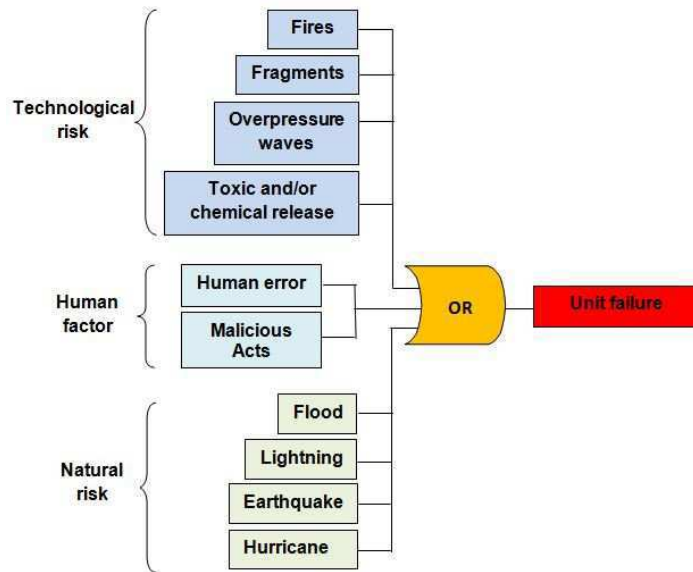 Technological
risk
Fires
Fragments
Overpressure
waves
Toxic and/or
chemical release
Human
factor
Human error
Malicious
Acts
OR
Unit failure
Natural
risk
Flood
Lightning
Earthquake
Hurricane